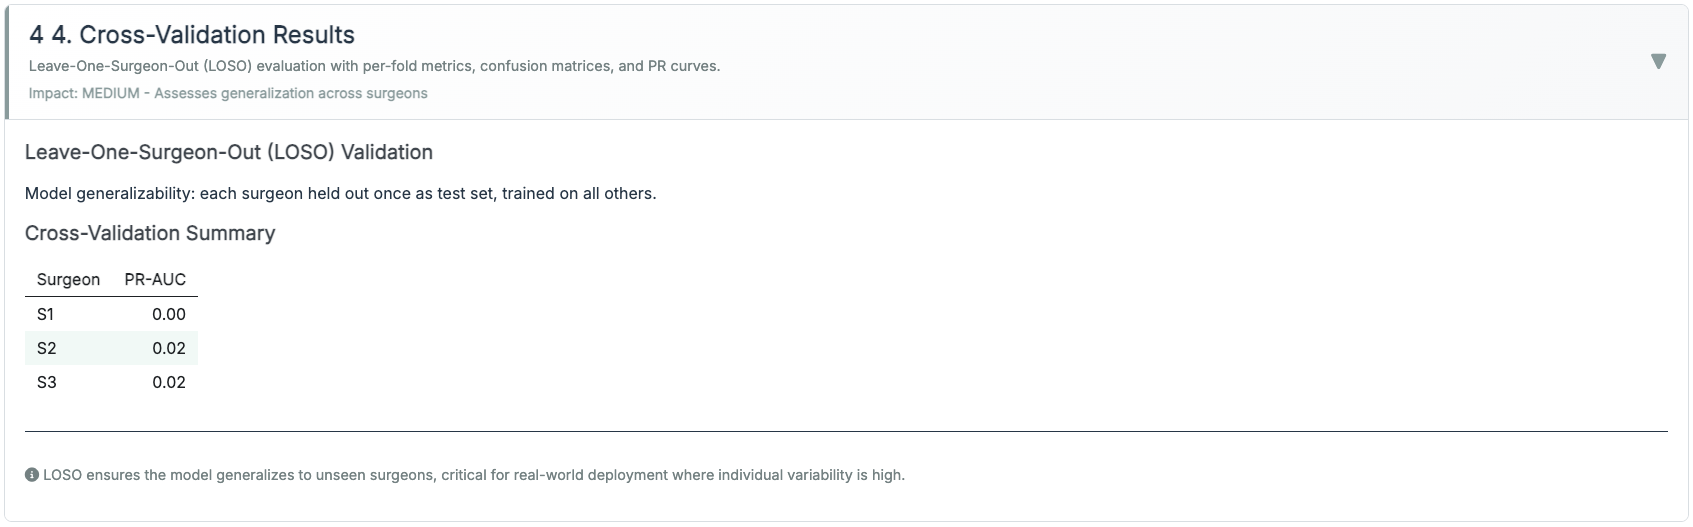 4 4. Cross-Validation Results
Leave-One-Surgeon-Out (LOSO) evaluation with per-fold metrics, confusion matrices, and PR curves.
Impact: MEDIUM - Assesses generalization across surgeons
Leave-One-Surgeon-Out (LOSO) Validation
Model generalizability: each surgeon held out once as test set, trained on all others.
Cross-Validation Summary
Surgeon PR-AUC
S1 0.00
S2 0.02
S3 0.02
LOSO ensures the model generalizes to unseen surgeons, critical for real-world deployment where individual variability is high.